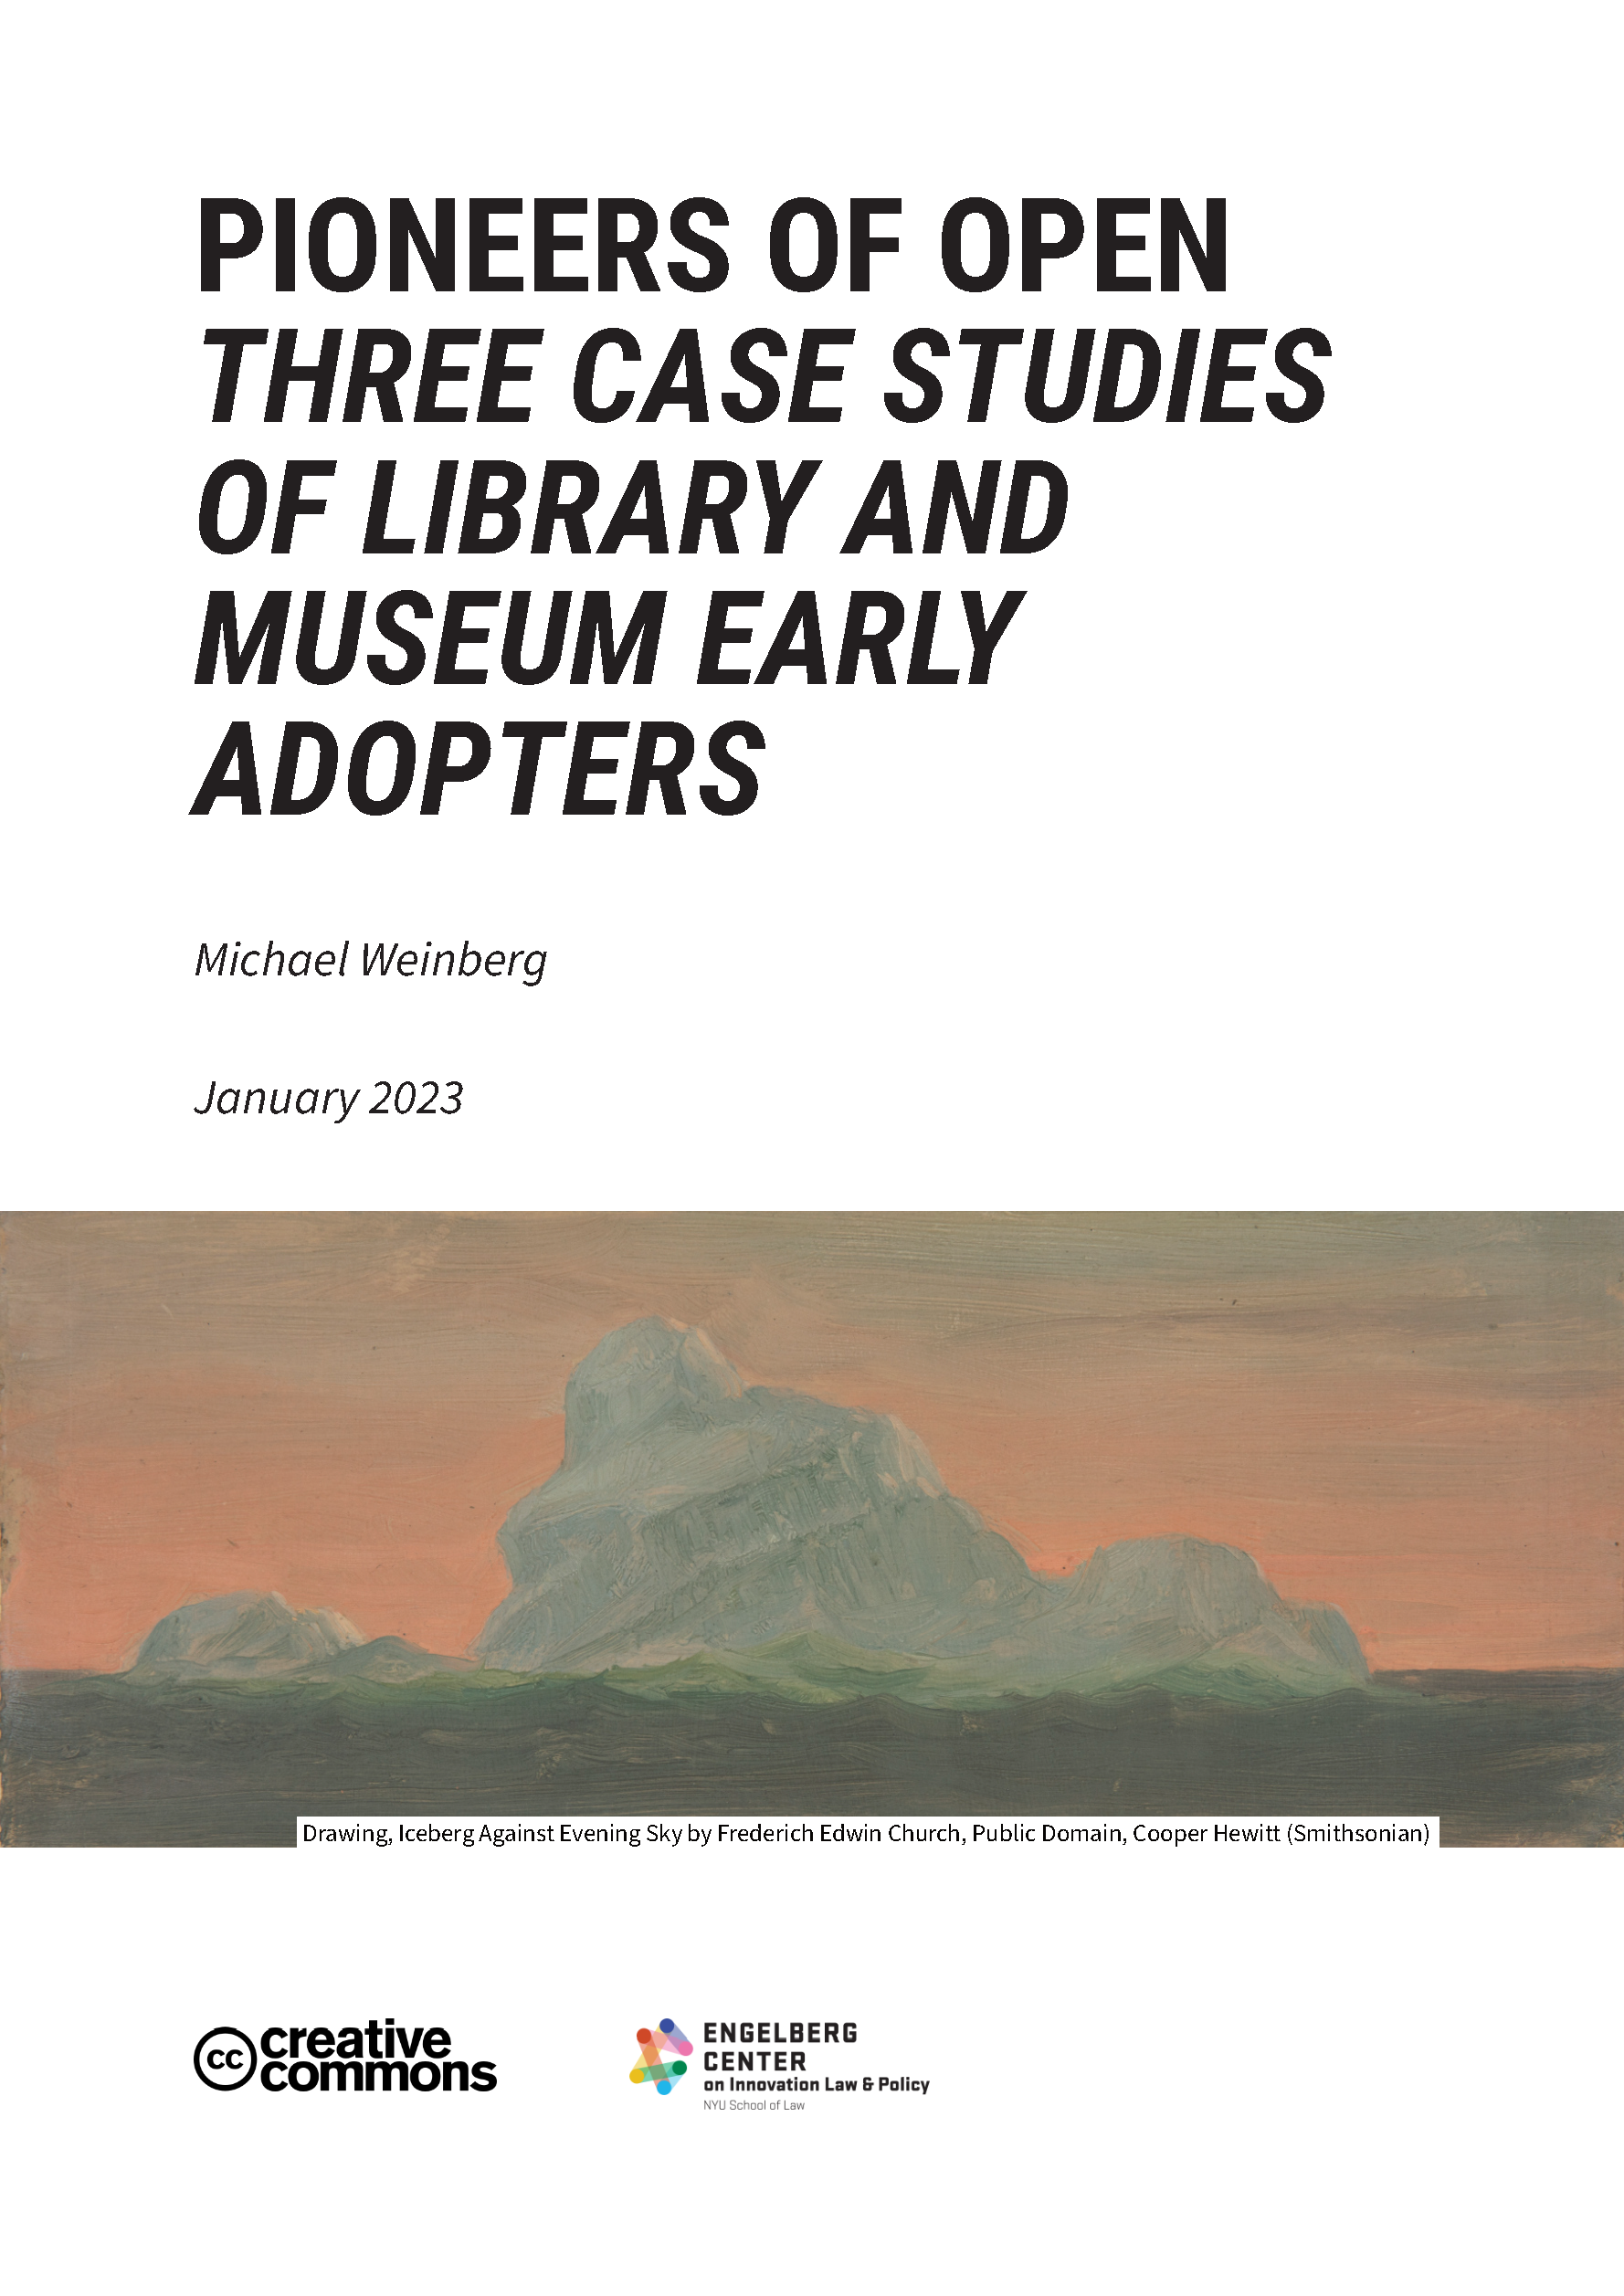 PIONEERS OF OPEN
THREE CASE STUDIES
OF LIBRARY AND
MUSEUM EARLY
ADOPTERS
Michael Weinberg
January 2023
Drawing, Iceberg Against Evening Sky by Frederich Edwin Church, Public Domain, Cooper Hewitt (Smithsonian)
cc creative
commons
ENGELBERG
CENTER
on Innovation Law & Policy
NYU School of Law